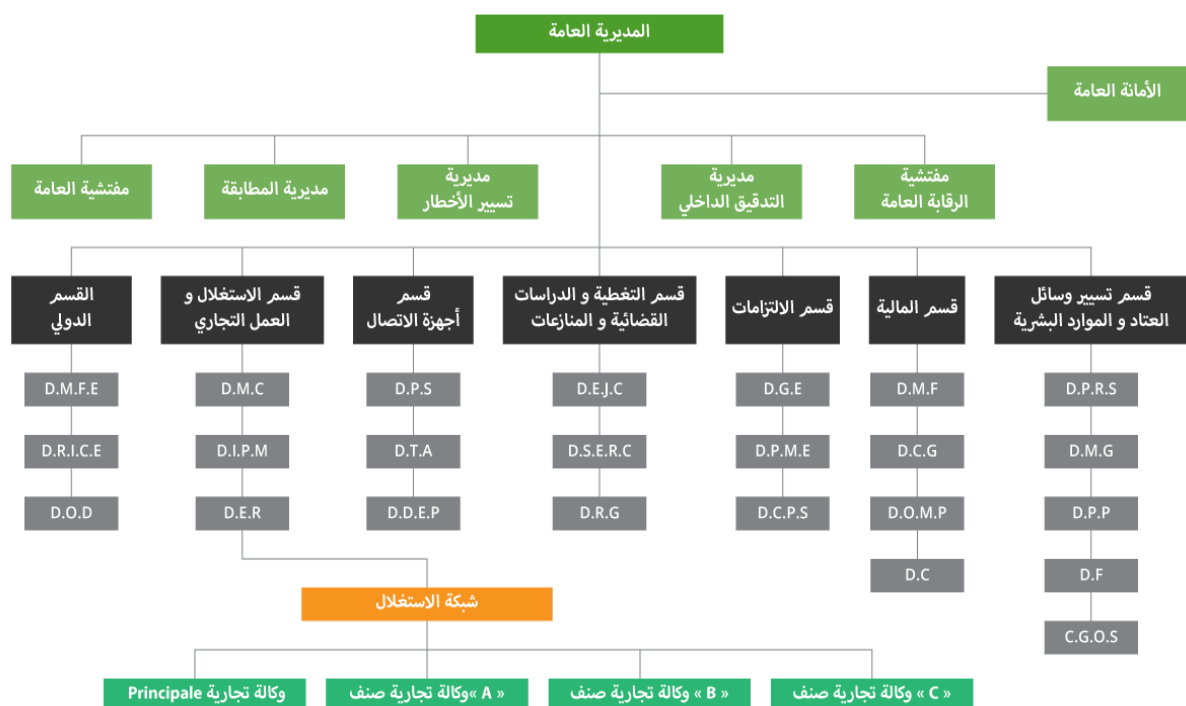 المديرية العامة
الأمانة العامة
مفتشية
الرقابة العامة
مديرية
التدقيق الداخلي
مديرية
تسيير الأخطار
مديرية المطابقة
مفتشية العامة
قسم تسيير وسائل
العتاد و الموارد البشرية
قسم المالية
قسم الالتزامات
قسم التغطية و الدراسات
القضائية و المنازعات
قسم
أجهزة الاتصال
قسم الاستغلال و
العمل التجاري
القسم
الدولي
D.P.R.S
D.M.G
D.P.P
D.F
C.G.O.S
D.M.F
D.C.G
D.O.M.P
D.C
D.G.E
D.P.M.E
D.C.P.S
D.E.J.C
D.S.E.R.C
D.R.G
D.P.S
D.T.A
D.D.E.P
D.M.C
D.I.P.M
D.E.R
D.M.F.E
D.R.I.C.E
D.O.D
شبكة الاستغلال
وكالة تجارية صنف « C »
وكالة تجارية صنف « B »
وكالة تجارية صنف« A »
وكالة تجارية Principale